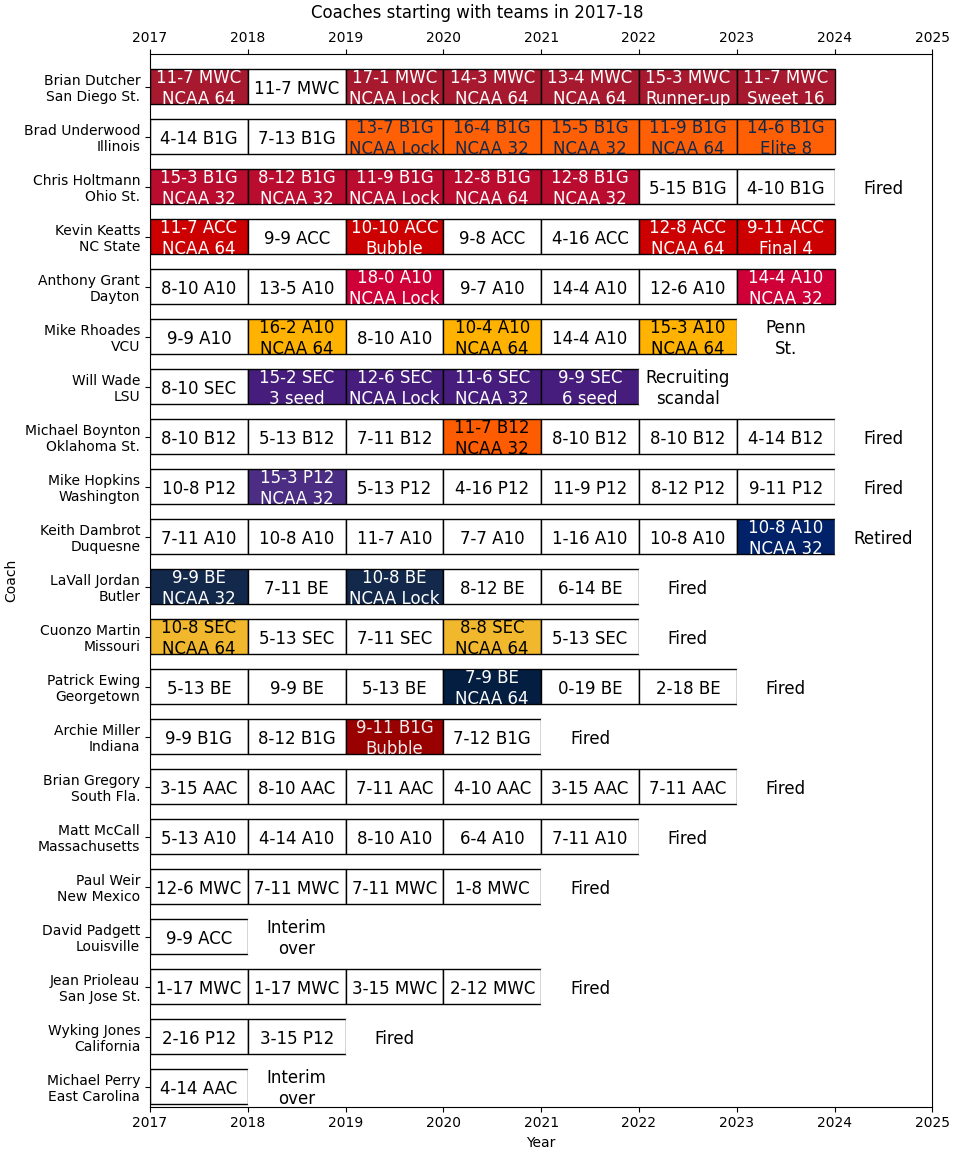 Coaches starting with teams in 2017-18
2017 2018 2019 2020 2021 2022 2023 2024 2025
Brian Dutcher
San Diego St.
11-7 MWC
NCAA 64
11-7 MWC
17-1 MWC
NCAA Lock
14-3 MWC
NCAA 64
13-4 MWC
NCAA 64
15-3 MWC
Runner-up
11-7 MWC
Sweet 16
Brad Underwood
Illinois
4-14 B1G
7-13 B1G
13-7 B1G
NCAA Lock
16-4 B1G
NCAA 32
15-5 B1G
NCAA 32
11-9 B1G
NCAA 64
14-6 B1G
Elite 8
Chris Holtmann
Ohio St.
15-3 B1G
NCAA 32
8-12 B1G
NCAA 32
11-9 B1G
NCAA Lock
12-8 B1G
NCAA 64
12-8 B1G
NCAA 32
5-15 B1G
4-10 B1G
Fired
Kevin Keatts
NC State
11-7 ACC
NCAA 64
9-9 ACC
10-10 ACC
Bubble
9-8 ACC
4-16 ACC
12-8 ACC
NCAA 64
9-11 ACC
Final 4
Anthony Grant
Dayton
8-10 A10
13-5 A10
18-0 A10
NCAA Lock
9-7 A10
14-4 A10
12-6 A10
14-4 A10
NCAA 32
Mike Rhoades
VCU
9-9 A10
16-2 A10
NCAA 64
8-10 A10
10-4 A10
NCAA 64
14-4 A10
15-3 A10
NCAA 64
Penn
St.
Will Wade
LSU
8-10 SEC
15-2 SEC
3 seed
12-6 SEC
NCAA Lock
11-6 SEC
NCAA 32
9-9 SEC
6 seed
Recruiting
scandal
Michael Boynton
Oklahoma St.
8-10 B12
5-13 B12
7-11 B12
11-7 B12
NCAA 32
8-10 B12
8-10 B12
4-14 B12
Fired
Mike Hopkins
Washington
10-8 P12
15-3 P12
NCAA 32
5-13 P12
4-16 P12
11-9 P12
8-12 P12
9-11 P12
Fired
Keith Dambrot
Duquesne
7-11 A10
10-8 A10
11-7 A10
7-7 A10
1-16 A10
10-8 A10
10-8 A10
NCAA 32
Retired
LaVall Jordan
Butler
9-9 BE
NCAA 32
7-11 BE
10-8 BE
NCAA Lock
8-12 BE
6-14 BE
Fired
Coach
Cuonzo Martin
Missouri
10-8 SEC
NCAA 64
5-13 SEC
7-11 SEC
8-8 SEC
NCAA 64
5-13 SEC
Fired
Patrick Ewing
Georgetown
5-13 BE
9-9 BE
5-13 BE
7-9 BE
NCAA 64
0-19 BE
2-18 BE
Fired
Archie Miller
Indiana
9-9 B1G
8-12 B1G
9-11 B1G
Bubble
7-12 B1G
Fired
Brian Gregory
South Fla.
3-15 AAC
8-10 AAC
7-11 AAC
4-10 AAC
3-15 AAC
7-11 AAC
Fired
Matt McCall
Massachusetts
5-13 A10
4-14 A10
8-10 A10
6-4 A10
7-11 A10
Fired
Paul Weir
New Mexico
12-6 MWC
7-11 MWC
7-11 MWC
1-8 MWC
Fired
David Padgett
Louisville
9-9 ACC
Interim
over
Jean Prioleau
San Jose St.
1-17 MWC
1-17 MWC
3-15 MWC
2-12 MWC
Fired
Wyking Jones
California
2-16 P12
3-15 P12
Fired
Michael Perry
East Carolina
4-14 AAC
Interim
over
2017 2018 2019 2020 2021 2022 2023 2024 2025
Year